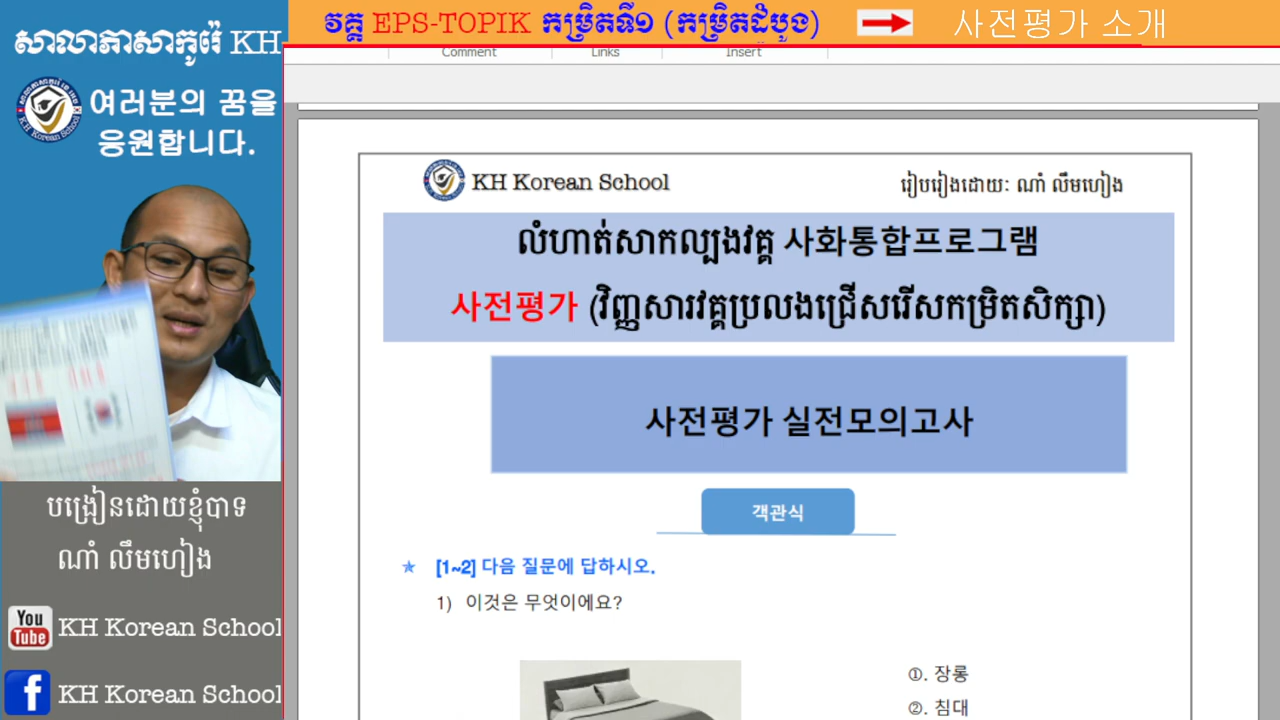 សាលាភាសាកូរ៉េ KH
여러분의 꿈을
응원합니다.
វគ្គ EPS-TOPIK កម្រិតទី១ (កម្រិតដំបូង)
사전평가 소개
Comment
Links
Insert
KH Korean School
រៀបរៀងដោយ: ណាំ លឹមហៀង
លំហាត់សាកល្បងវគ្គ 사화통합프로그램
사전평가 (វិញ្ញាសារវគ្គប្រលងជ្រើសរើសកម្រិតសិក្សា)
사전평가 실전모의고사
객관식
★ [1~2] 다음 질문에 답하시오.
1) 이것은 무엇이에요?
①. 장롱
②. 침대
បង្រៀនដោយខ្ញុំបាទ
ណាំ លឹមហៀង
You Tube KH Korean School
f KH Korean School